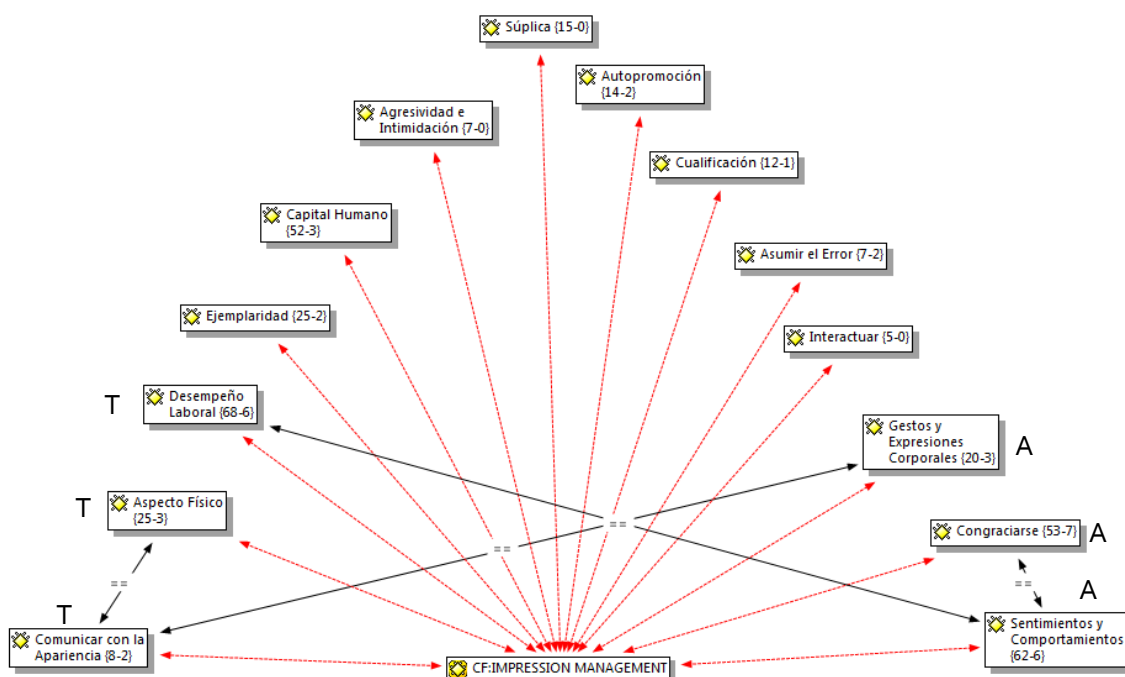 Súplica {15-0}
Autopromoción
{14-2}
Agresividad e
Intimidación {7-0}
Cualificación {12-1}
Capital Humano
{52-3}
Asumir el Error {7-2}
Ejemplaridad {25-2}
Interactuar {5-0}
T
Desempeño
Laboral {68-6}
Gestos y
Expresiones
Corporales {20-3}
A
T
Aspecto Físico
{25-3}
==
==
Congraciarse {53-7}
A
==
==
T
A
Comunicar con la
Apariencia {8-2}
Sentimientos y
Comportamientos
{62-6}
CF:IMPRESSION MANAGEMENT